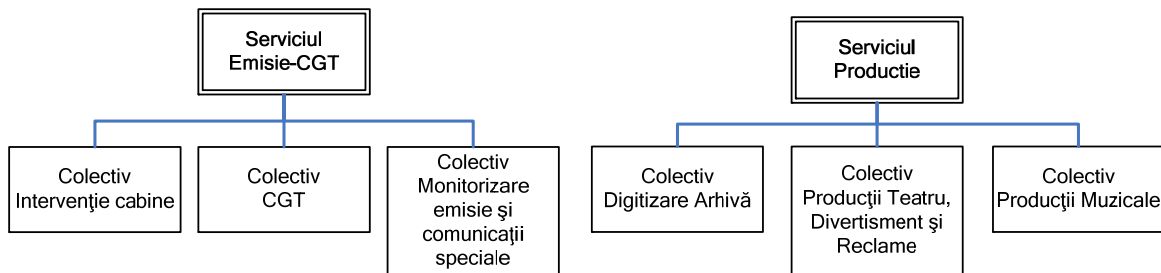 Serviciul
Emisie-CGT
Colectiv
Intervenţie cabine
Colectiv
CGT
Colectiv
Monitorizare
emisie şi
comunicaţii
speciale
Serviciul
Productie
Colectiv
Digitizare Arhivă
Colectiv
Producţii Teatru,
Divertisment şi
Reclame
Colectiv
Producţii Muzicale